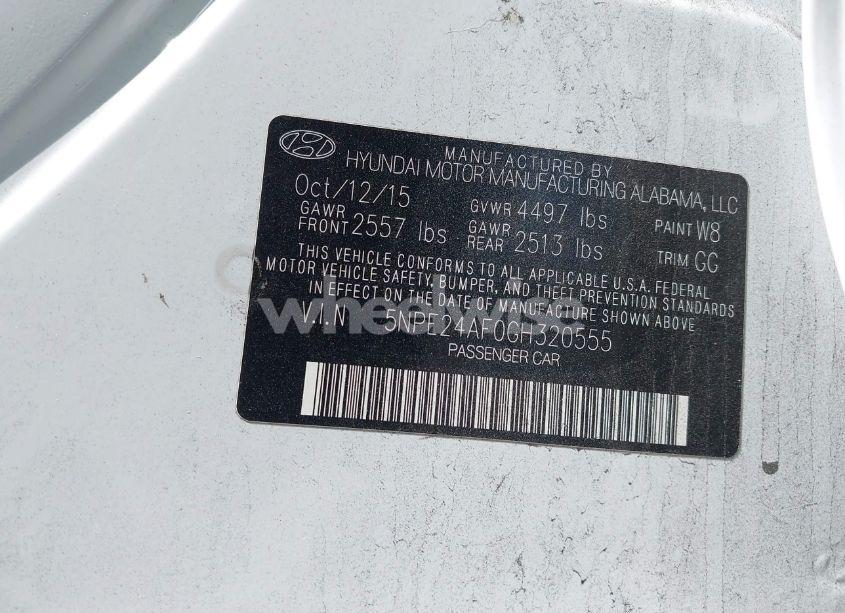 MANUFACTURED BY
HYUNDAI MOTOR MANUFACTURING ALABAMA, LLC
Oct/12/15 GVWR 4497 lbs PAINT W8
GAWR FRONT 2557 lbs GAWR REAR 2513 lbs TRIM GG
THIS VEHICLE CONFORMS TO ALL APPLICABLE U.S.A. FEDERAL
MOTOR VEHICLE SAFETY, BUMPER, AND THEFT PREVENTION STANDARDS
IN EFFECT ON THE DATE OF MANUFACTURE SHOWN ABOVE
V.I.N 5NPE24AF0GH320555
wheelwise
PASSENGER CAR